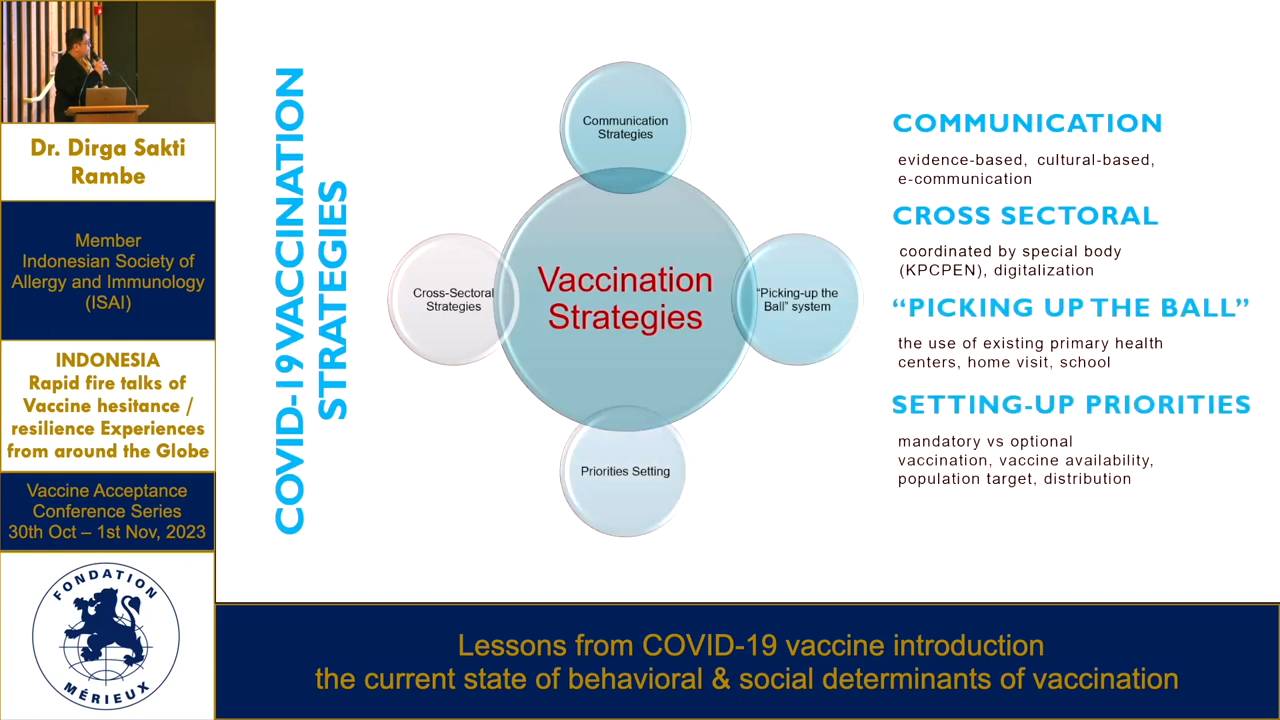 Dr. Dirga Sakti
Rambe
Member
Indonesian Society of
Allergy and Immunology
(ISAI)
INDONESIA
Rapid fire talks of
Vaccine hesitance /
resilience Experiences
from around the Globe
Vaccine Acceptance
Conference Series
30th Oct – 1st Nov, 2023
FONDATION
MÉRIEUX
COVID-19 VACCINATION
STRATEGIES
Communication
Strategies
Cross-Sectoral
Strategies
Vaccination
Strategies
“Picking-up the
Ball” system
Priorities Setting
COMMUNICATION
evidence-based, cultural-based,
e-communication
CROSS SECTORAL
coordinated by special body
(KPCPEN), digitalization
“PICKING UP THE BALL”
the use of existing primary health
centers, home visit, school
SETTING-UP PRIORITIES
mandatory vs optional
vaccination, vaccine availability,
population target, distribution
Lessons from COVID-19 vaccine introduction
the current state of behavioral & social determinants of vaccination